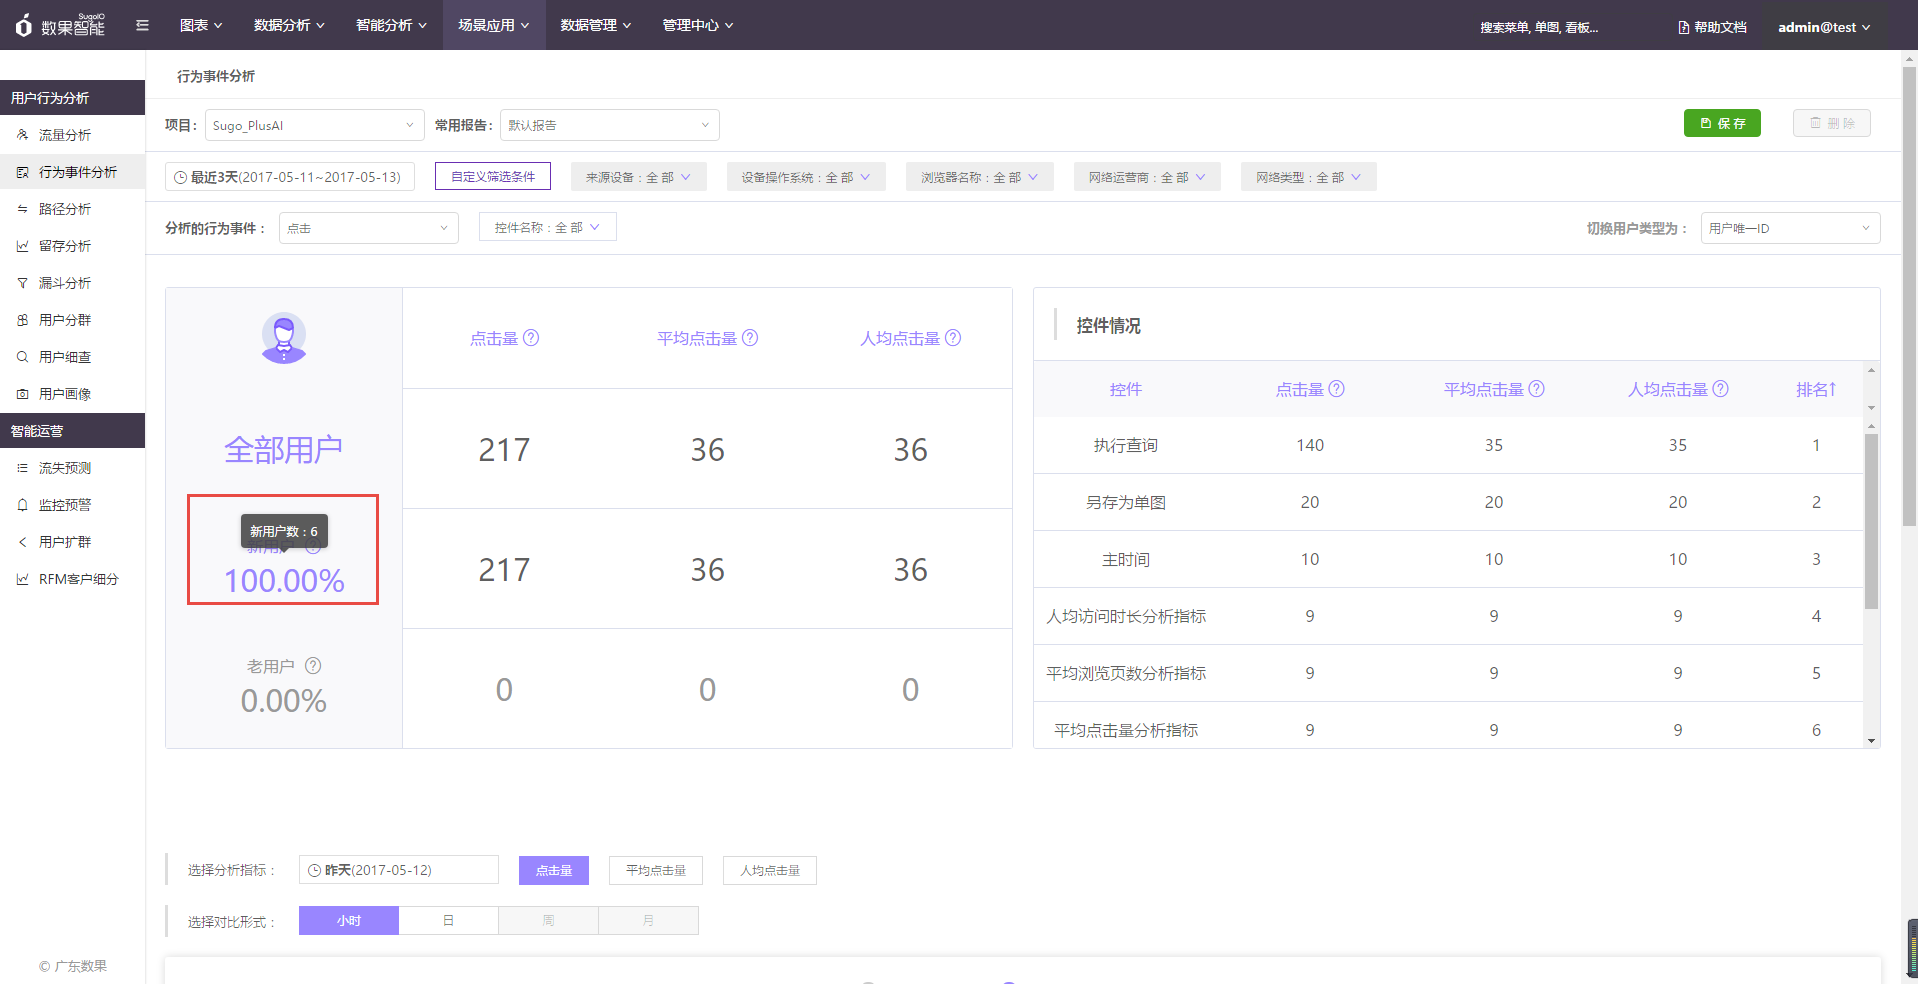 SugoIO
数果智能
图表
数据分析
智能分析
场景应用
数据管理
管理中心
搜索菜单, 单图, 看板...
帮助文档
admin@test
用户行为分析
流量分析
行为事件分析
路径分析
留存分析
漏斗分析
用户分群
用户细查
用户画像
智能运营
流失预测
监控预警
用户扩群
RFM客户细分
© 广东数果
行为事件分析
项目：
Sugo_PlusAI
常用报告：
默认报告
保存
删除
最近3天(2017-05-11~2017-05-13)
自定义筛选条件
来源设备：全 部
设备操作系统：全 部
浏览器名称：全 部
网络运营商：全 部
网络类型：全 部
分析的行为事件：
点击
控件名称：全 部
切换用户类型为：
用户唯一ID
点击量 ?
平均点击量 ?
人均点击量 ?
全部用户
217
36
36
新用户数：6
新用户 ?
100.00%
217
36
36
老用户 ?
0.00%
0
0
0
控件情况
控件
点击量 ?
平均点击量 ?
人均点击量 ?
排名↑
执行查询
140
35
35
1
另存为单图
20
20
20
2
主时间
10
10
10
3
人均访问时长分析指标
9
9
9
4
平均浏览页数分析指标
9
9
9
5
平均点击量分析指标
9
9
9
6
选择分析指标：
昨天(2017-05-12)
点击量
平均点击量
人均点击量
选择对比形式：
小时
日
周
月